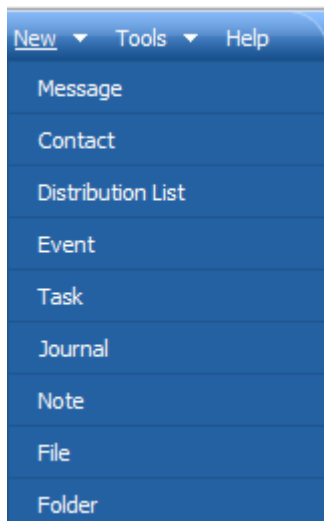 New Tools Help
Message
Contact
Distribution List
Event
Task
Journal
Note
File
Folder